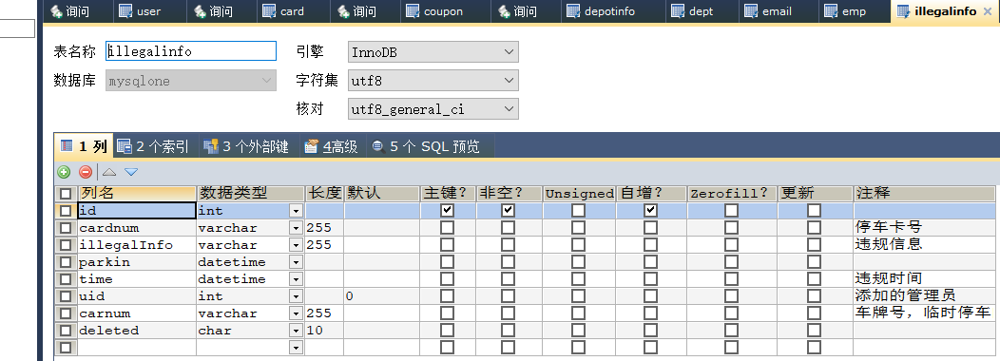 询问 user 询问 card 询问 coupon 询问 depotinfo dept email emp illegalinfo
表名称 illegalinfo 引擎 InnoDB
数据库 mysqlone 字符集 utf8
核对 utf8_general_ci
1 列 2 个索引 3 个外部键 4高级 5 个 SQL 预览
列名 数据类型 长度 默认 主键? 非空? Unsigned 自增? Zerofill? 更新 注释
id int
cardnum varchar 255 停车卡号
illegalInfo varchar 255 违规信息
parkin datetime
time datetime 违规时间
uid int 0 添加的管理员
carnum varchar 255 车牌号，临时停车
deleted char 10